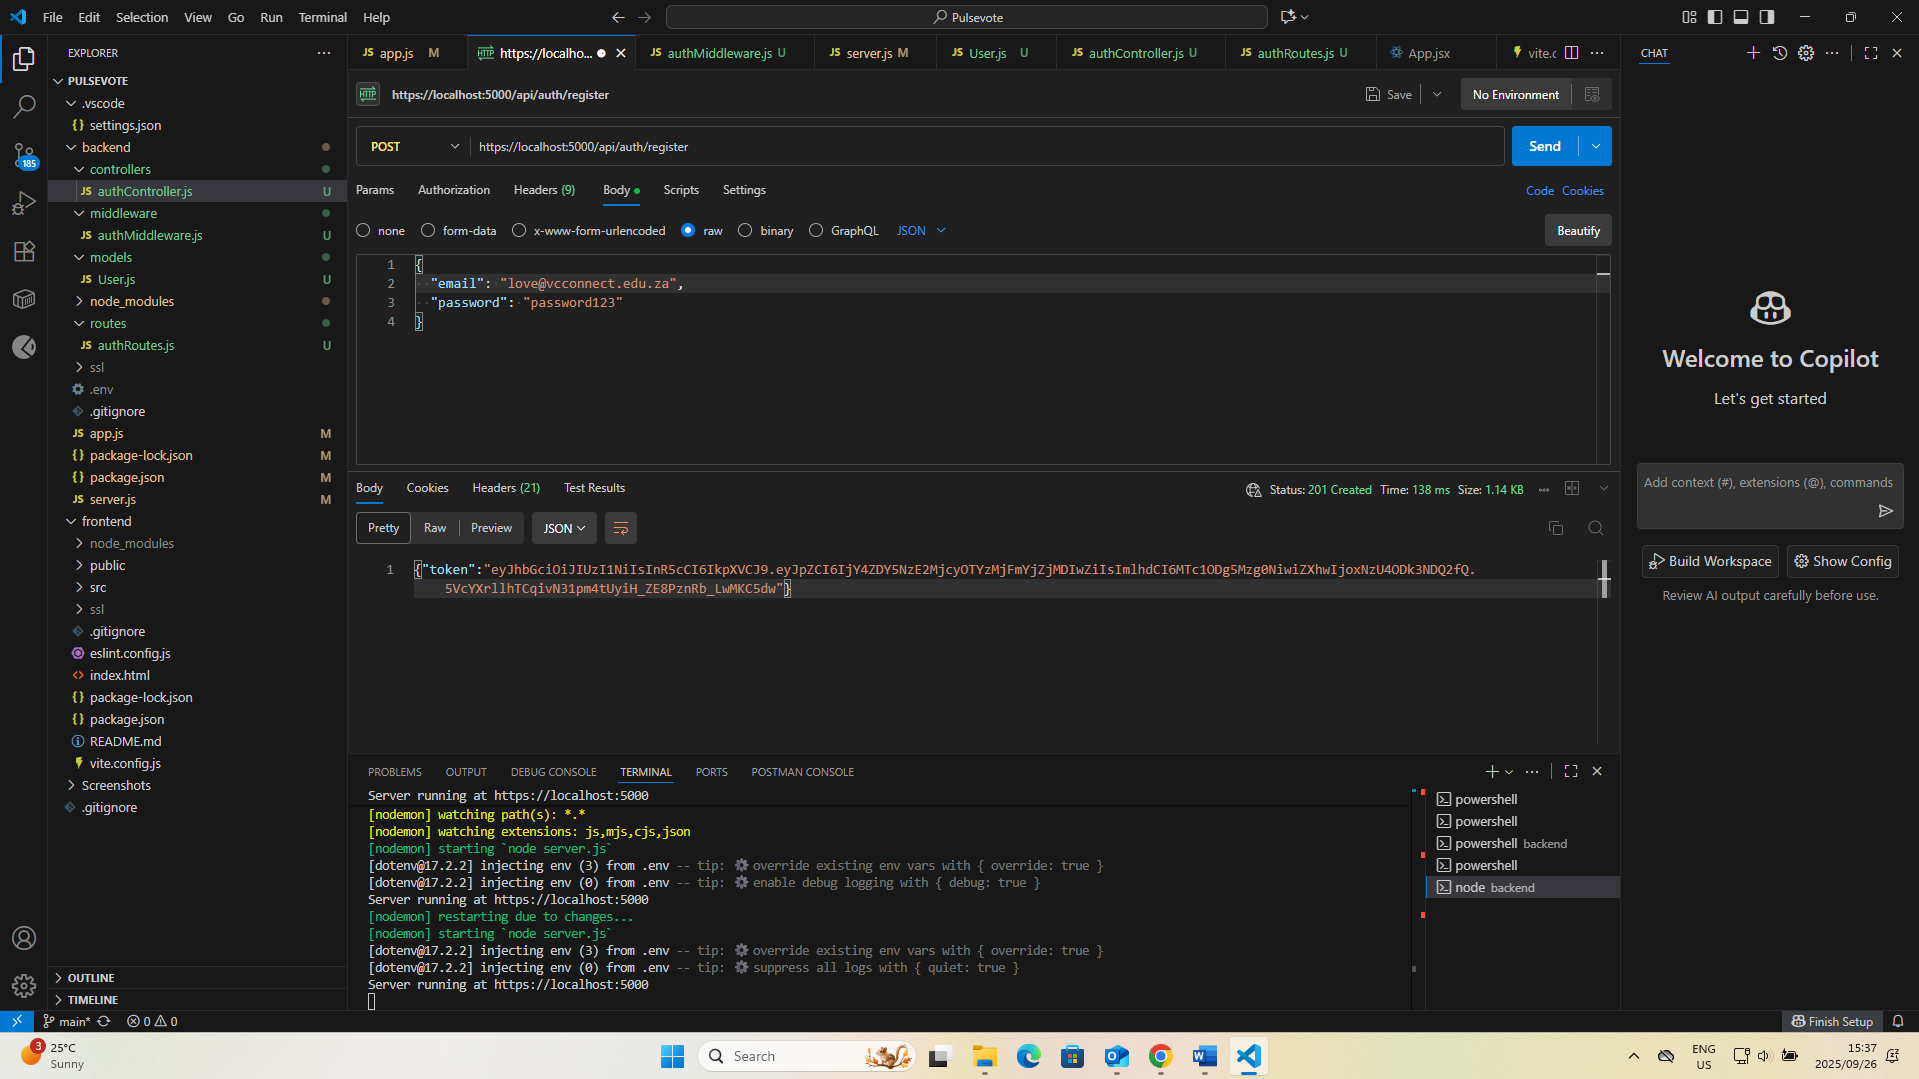 File Edit Selection View Go Run Terminal Help
Pulsevote
EXPLORER
PULSEVOTE
.vscode
settings.json
backend
controllers
authController.js U
middleware
authMiddleware.js U
models
User.js U
node_modules
routes
authRoutes.js U
ssl
.env
.gitignore
app.js M
package-lock.json M
package.json M
server.js M
frontend
node_modules
public
src
ssl
.gitignore
eslint.config.js
index.html
package-lock.json
package.json
README.md
vite.config.js
Screenshots
.gitignore
OUTLINE
TIMELINE
185
JS app.js M
https://localho...
JS authMiddleware.js U
JS server.js M
JS User.js U
JS authController.js U
JS authRoutes.js U
App.jsx
vite.c
HTTP https://localhost:5000/api/auth/register
Save
No Environment
POST https://localhost:5000/api/auth/register
Send
Params Authorization Headers (9) Body Scripts Settings
Code Cookies
none form-data x-www-form-urlencoded raw binary GraphQL JSON
Beautify
1 {
2 "email": "love@vcconnect.edu.za",
3 "password": "password123"
4 }
Body Cookies Headers (21) Test Results
Status: 201 Created Time: 138 ms Size: 1.14 KB
Pretty Raw Preview JSON
1 {"token":"eyJhbGciOiJIUzI1NiIsInR5cCI6IkpXVCJ9.eyJpZCI6IjY4ZDY5NzE2MjcyOTYzMjFmYjZjMDIwZiIsImlhdCI6MTc1ODg5Mzg0NiwiZXhwIjoxNzU4ODk3NDQ2fQ.
5VcYXrllhTCqivN31pm4tUyiH_ZE8PznRb_LwMKC5dw"}
PROBLEMS OUTPUT DEBUG CONSOLE TERMINAL PORTS POSTMAN CONSOLE
Server running at https://localhost:5000
[nodemon] watching path(s): *.*
[nodemon] watching extensions: js,mjs,cjs,json
[nodemon] starting `node server.js`
[dotenv@17.2.2] injecting env (3) from .env -- tip: ⚙️ override existing env vars with { override: true }
[dotenv@17.2.2] injecting env (0) from .env -- tip: ⚙️ enable debug logging with { debug: true }
Server running at https://localhost:5000
[nodemon] restarting due to changes...
[nodemon] starting `node server.js`
[dotenv@17.2.2] injecting env (3) from .env -- tip: ⚙️ override existing env vars with { override: true }
[dotenv@17.2.2] injecting env (0) from .env -- tip: ⚙️ suppress all logs with { quiet: true }
Server running at https://localhost:5000
powershell
powershell
powershell backend
powershell
node backend
CHAT
Welcome to Copilot
Let's get started
Add context (#), extensions (@), commands
Build Workspace
Show Config
Review AI output carefully before use.
main* 0 0
Finish Setup
3
25°C
Sunny
Search
ENG
US
15:37
2025/09/26